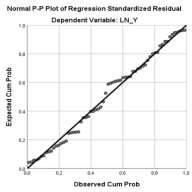 Normal P-P Plot of Regression Standardized Residual
Dependent Variable: LN_Y
Expected Cum Prob
1.0
0.8
0.6
0.4
0.2
0.0
0.0 0.2 0.4 0.6 0.8 1.0
Observed Cum Prob